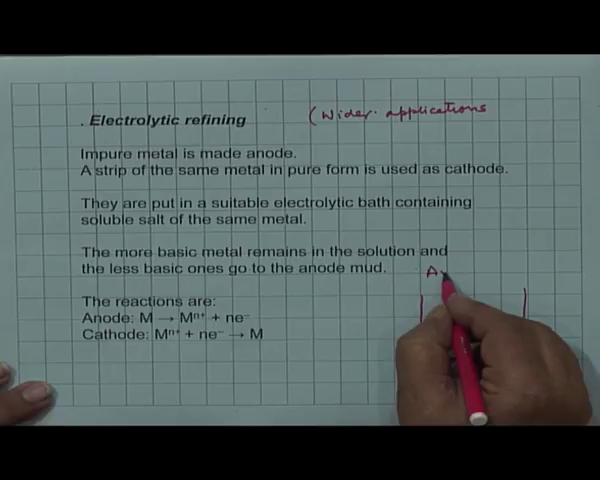 . Electrolytic refining (Wider. applications
Impure metal is made anode.
A strip of the same metal in pure form is used as cathode.
They are put in a suitable electrolytic bath containing
soluble salt of the same metal.
The more basic metal remains in the solution and
the less basic ones go to the anode mud.
The reactions are:
Anode: M → Mⁿ⁺ + ne⁻
Cathode: Mⁿ⁺ + ne⁻ → M